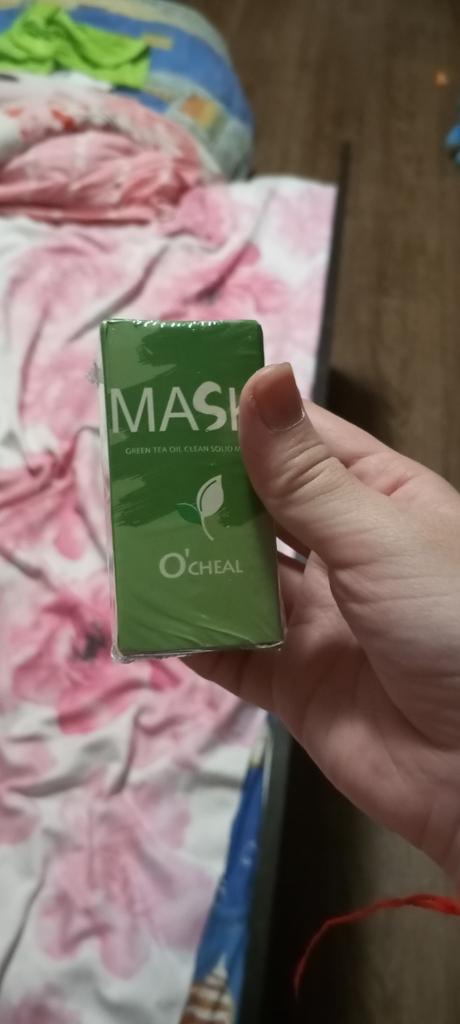 MASK
GREEN TEA OIL CLEAN SOLID M
O'CHEAL